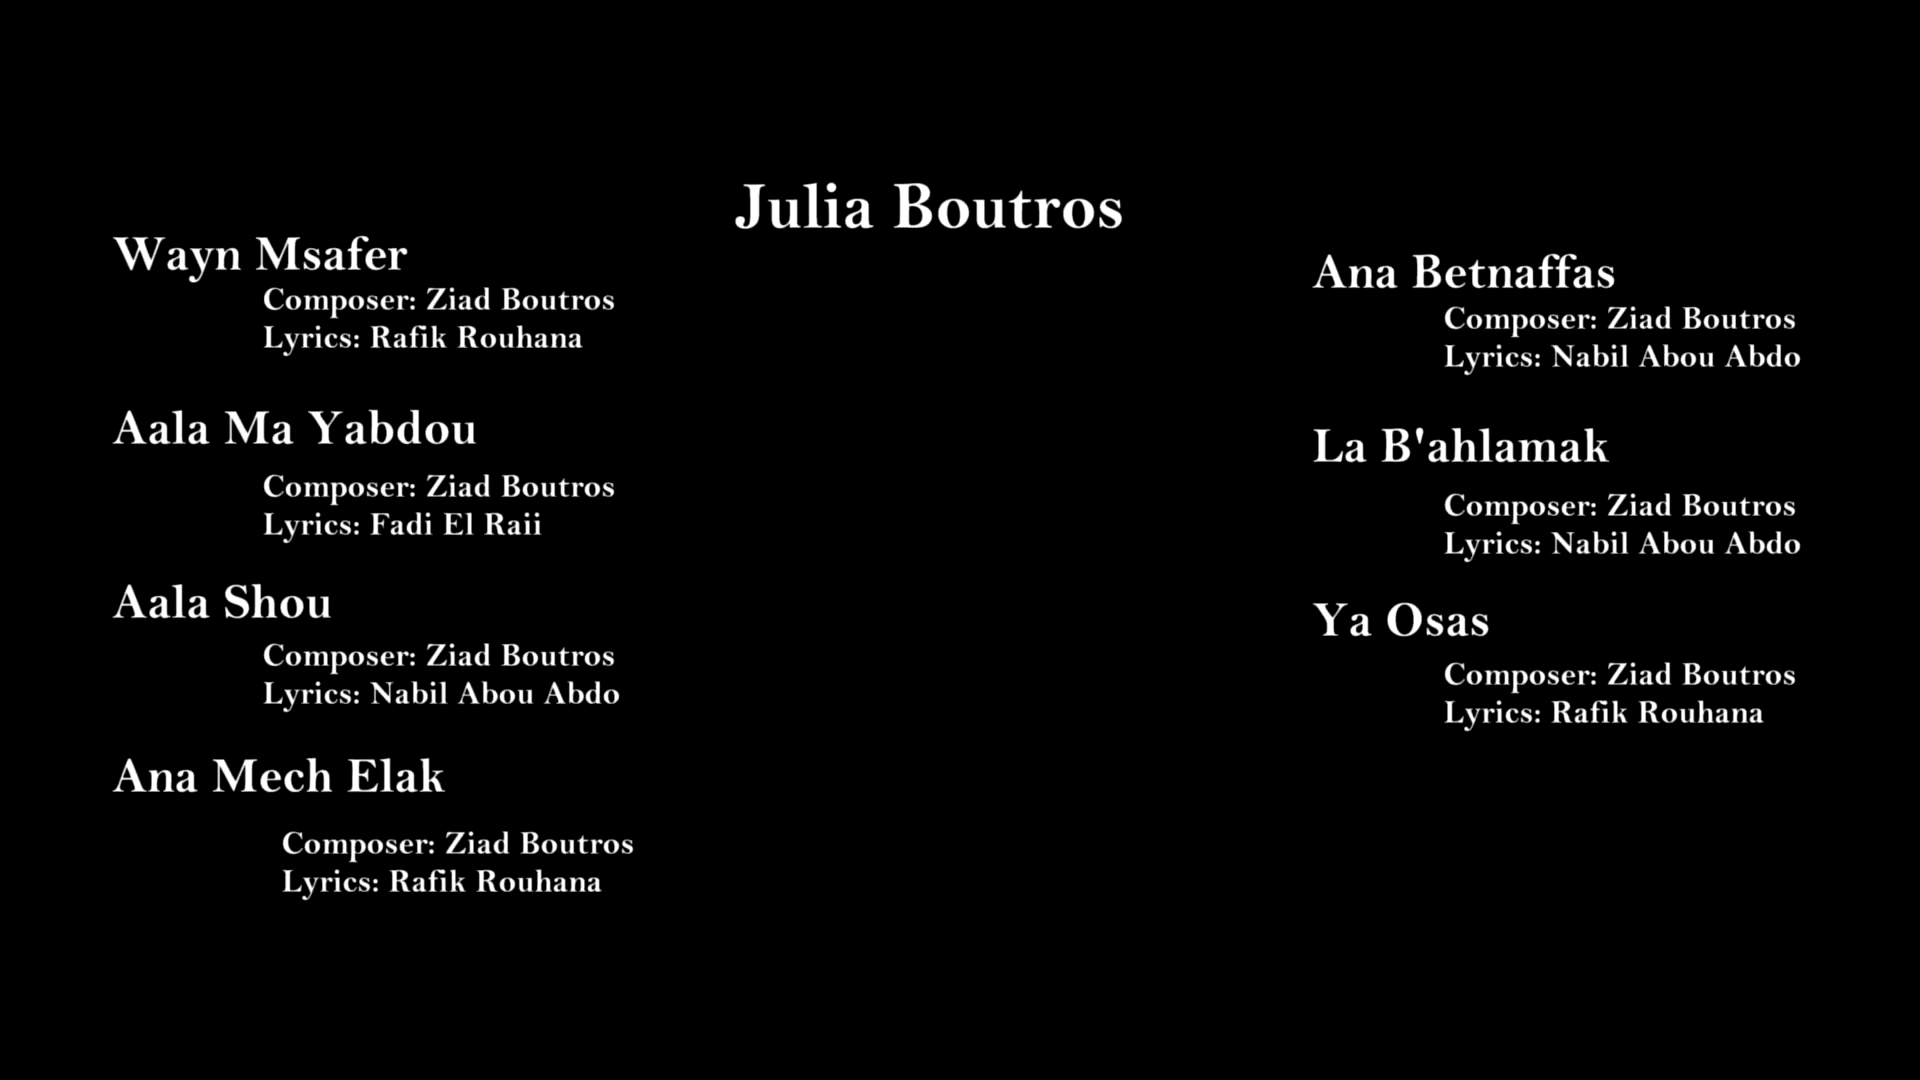 Julia Boutros
Wayn Msafer
Composer: Ziad Boutros
Lyrics: Rafik Rouhana
Aala Ma Yabdou
Composer: Ziad Boutros
Lyrics: Fadi El Raii
Aala Shou
Composer: Ziad Boutros
Lyrics: Nabil Abou Abdo
Ana Mech Elak
Composer: Ziad Boutros
Lyrics: Rafik Rouhana
Ana Betnaffas
Composer: Ziad Boutros
Lyrics: Nabil Abou Abdo
La B'ahlamak
Composer: Ziad Boutros
Lyrics: Nabil Abou Abdo
Ya Osas
Composer: Ziad Boutros
Lyrics: Rafik Rouhana